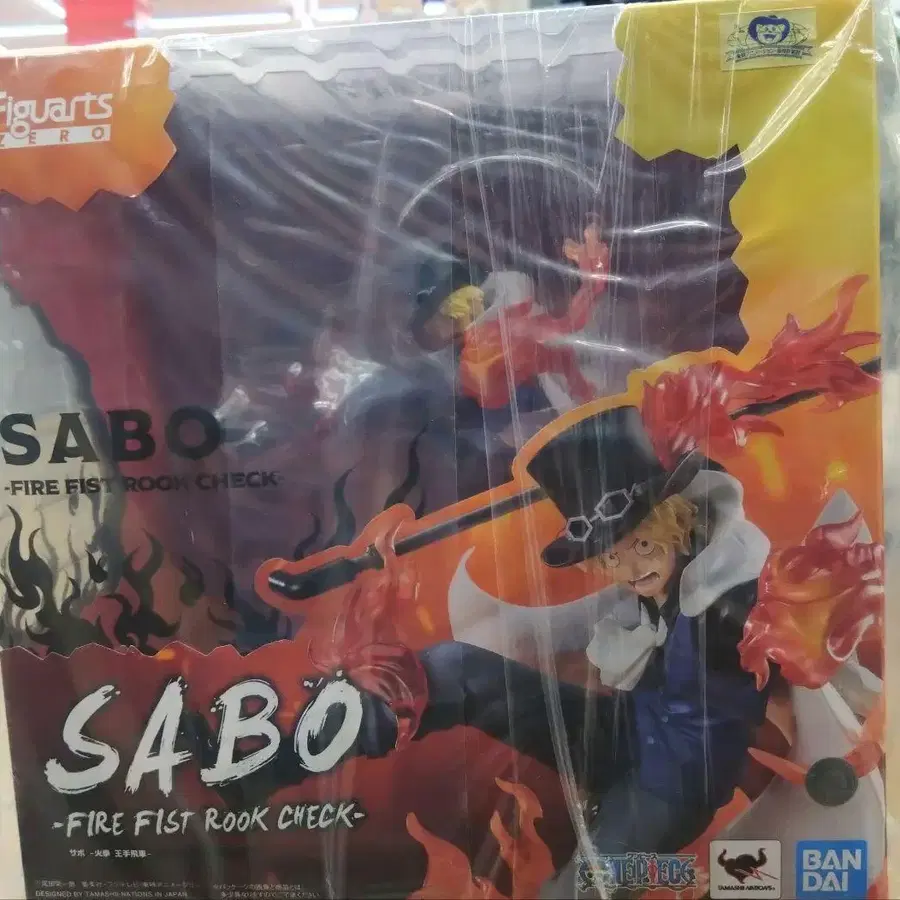 Figuarts
ZERO
SABO
-FIRE FIST ROOK CHECK-
SABO
-FIRE FIST ROOK CHECK-
サボ -火拳 王手飛車-
DESIGNED BY TAMASHII NATIONS IN JAPAN
ONE PIECE
TAMASHII NATIONS
BAN
DAI